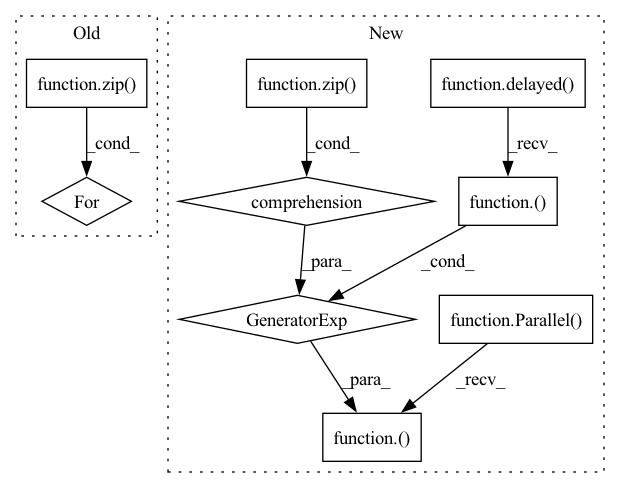 Old
New
function.zip()
function.zip()
function.delayed()
_cond_
_cond_
_recv_
For
comprehension
function.()
_para_
_cond_
GeneratorExp
function.Parallel()
_para_
_recv_
function.()